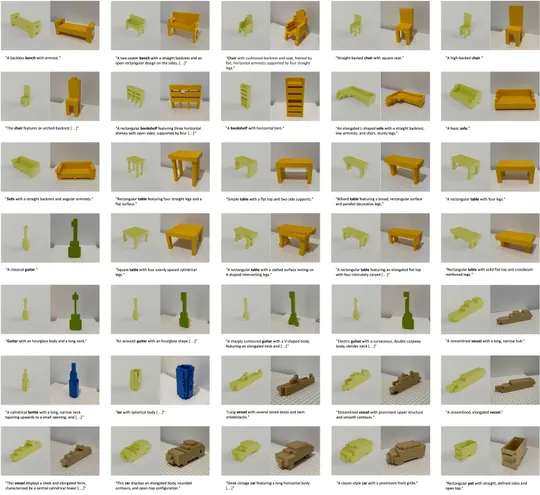 "A backless bench with armrest."
"A two-seater bench with a straight backrest and an
open rectangular design on the sides, [...]"
"Chair with cushioned backrest and seat, framed by
flat, horizontal armrests supported by four straight
legs."
"Straight-backed chair with square seat."
"A high-backed chair."
"The chair features an arched backrest [...]"
"A rectangular bookshelf featuring three horizontal
shelves with open sides, supported by four [...]"
"A bookshelf with horizontal tiers."
"An elongated L-shaped sofa with a straight backrest,
low armrests, and short, sturdy legs."
"A basic sofa."
"Sofa with a straight backrest and angular armrests."
"Rectangular table featuring four straight legs and a
flat surface."
"Simple table with a flat top and two side supports."
"Billiard table featuring a broad, rectangular surface
and parallel decorative legs."
"A rectangular table with four legs."
"A classical guitar."
"Square table with four evenly spaced cylindrical
legs."
"A rectangular table with a slatted surface resting on
X-shaped intersecting legs."
"A rectangular table featuring an elongated flat top
with four intricately carved [...]"
"Rectangular table with solid flat top and crossbeam
reinforced legs."
"Guitar with an hourglass body and a long neck."
"An acoustic guitar with an hourglass shape [...]"
"A sharply contoured guitar with a V-shaped body,
featuring an elongated neck and [...]"
"Electric guitar with a curvaceous, double-cutaway
body, slender neck [...]"
"A streamlined vessel with a long, narrow hull."
"A cylindrical bottle with a long, narrow neck
tapering upwards to a small opening, and [...]"
"Jar with spherical body [...]"
"Long vessel with several tiered decks and twin
smokestacks."
"Streamlined vessel with prominent upper structure
and smooth contours."
"A streamlined, elongated vessel."
"This vessel displays a sleek and elongated form,
characterized by a central cylindrical tower [...]"
"This car displays an elongated body, rounded
contours, and open-top configuration."
"Sleek vintage car featuring a long horizontal body
[...]"
"A classic-style car with a prominent front grille."
"Rectangular pot with straight, defined sides and
open top."